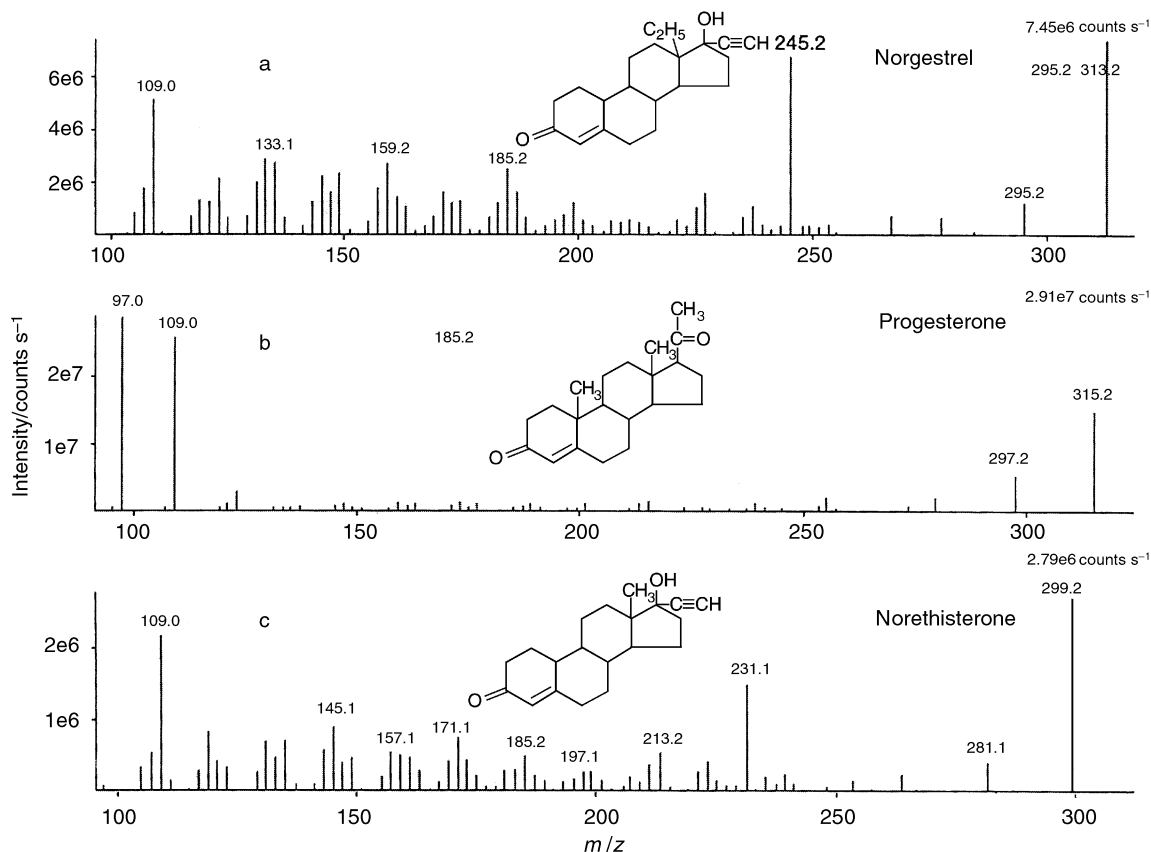 a
C₂H₅
OH
C≡CH
O
Norgestrel
7.45e6 counts s⁻¹
295.2 313.2
6e6
4e6
2e6
109.0
133.1
159.2
185.2
245.2
295.2
100
150
200
250
300
Intensity/counts s⁻¹
b
185.2
CH₃
C=O
CH₃
CH₃
O
Progesterone
2.91e7 counts s⁻¹
2e7
1e7
97.0
109.0
297.2
315.2
100
150
200
250
300
c
CH₃
OH
C≡CH
O
Norethisterone
2.79e6 counts s⁻¹
2e6
1e6
109.0
145.1
157.1
171.1
185.2
197.1
213.2
231.1
281.1
299.2
100
150
200
250
300
m/z